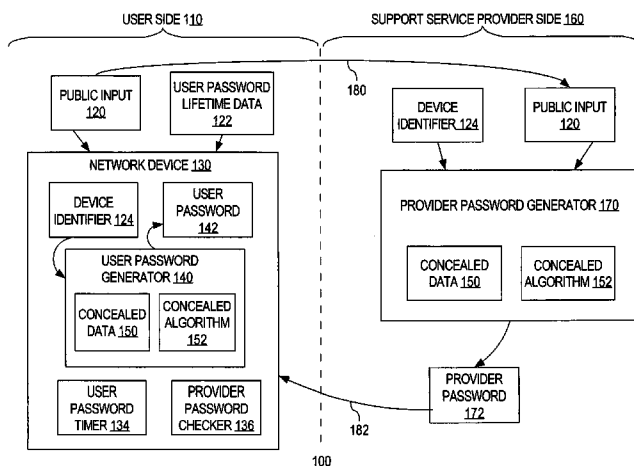 USER SIDE 110
SUPPORT SERVICE PROVIDER SIDE 160
180
PUBLIC INPUT
120
USER PASSWORD
LIFETIME DATA
122
DEVICE
IDENTIFIER 124
PUBLIC INPUT
120
NETWORK DEVICE 130
DEVICE
IDENTIFIER 124
USER
PASSWORD
142
USER PASSWORD
GENERATOR 140
CONCEALED
DATA 150
CONCEALED
ALGORITHM
152
USER
PASSWORD
TIMER 134
PROVIDER
PASSWORD
CHECKER 136
PROVIDER PASSWORD GENERATOR 170
CONCEALED
DATA 150
CONCEALED
ALGORITHM 152
PROVIDER
PASSWORD
172
182
100